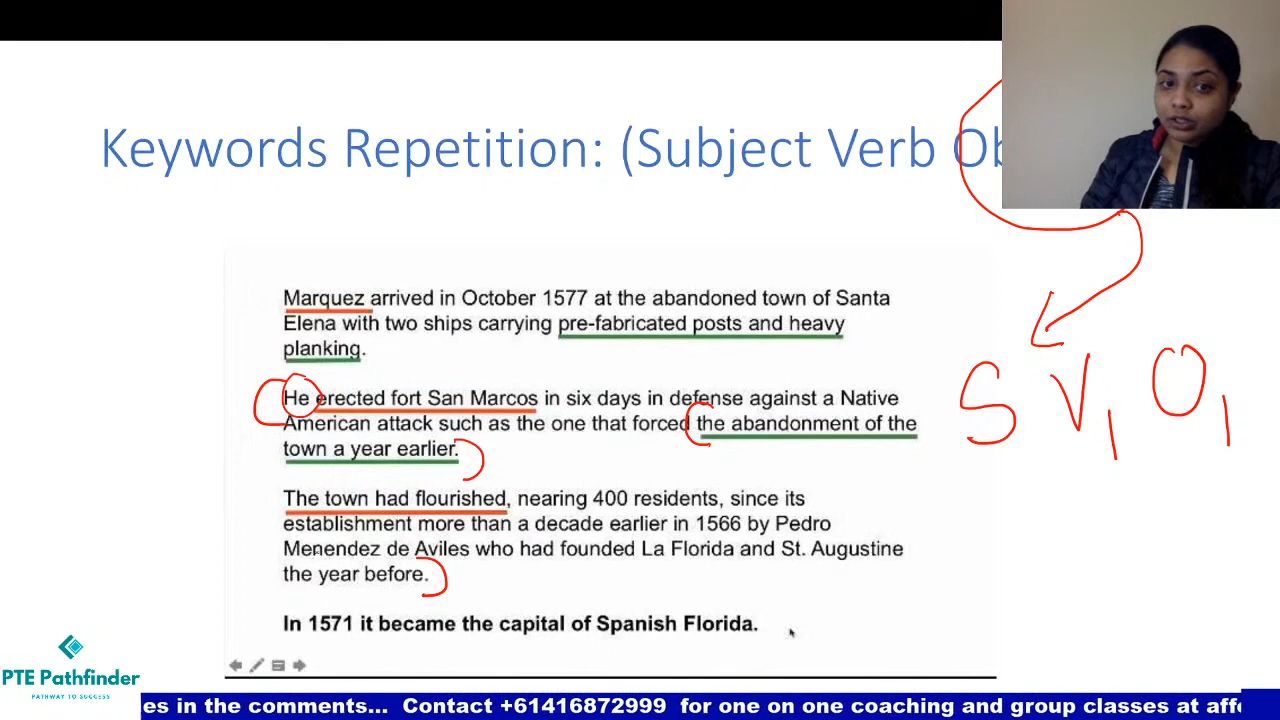 Keywords Repetition: (Subject Verb
Marquez arrived in October 1577 at the abandoned town of Santa
Elena with two ships carrying pre-fabricated posts and heavy
planking.
He erected fort San Marcos in six days in defense against a Native
American attack such as the one that forced the abandonment of the
town a year earlier.
The town had flourished, nearing 400 residents, since its
establishment more than a decade earlier in 1566 by Pedro
Menendez de Aviles who had founded La Florida and St. Augustine
the year before.
In 1571 it became the capital of Spanish Florida.
S V1 O1
PTE Pathfinder
PATHWAY TO SUCCESS
in the comments... Contact +61416872999 for one on one coaching and group classes at